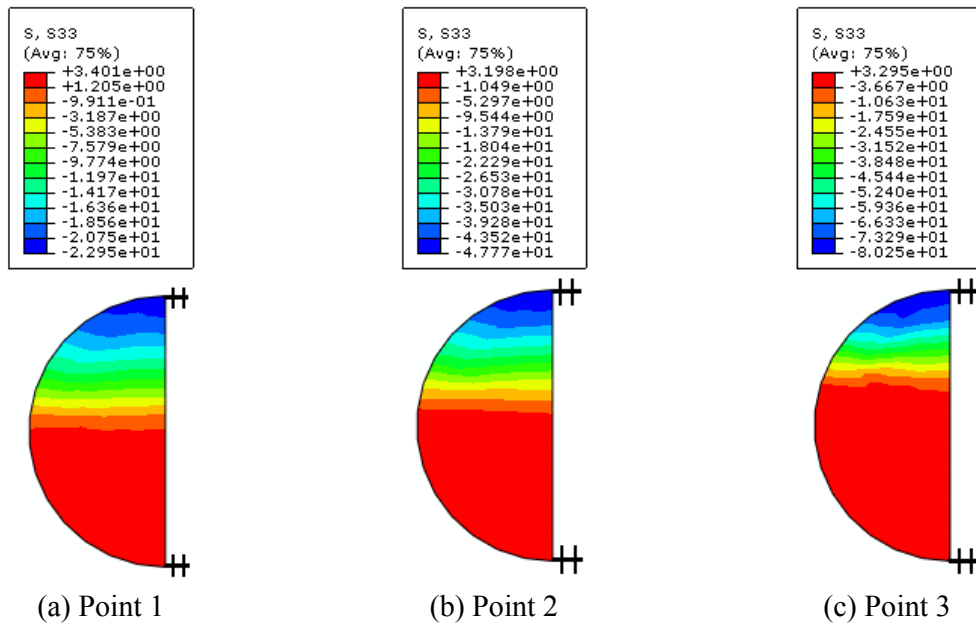 S, S33
(Avg: 75%)
+3.401e+00
+1.205e+00
-9.911e-01
-3.187e+00
-5.383e+00
-7.579e+00
-9.774e+00
-1.197e+01
-1.417e+01
-1.636e+01
-1.856e+01
-2.075e+01
-2.295e+01
S, S33
(Avg: 75%)
+3.198e+00
-1.049e+00
-5.297e+00
-9.544e+00
-1.379e+01
-1.804e+01
-2.229e+01
-2.653e+01
-3.078e+01
-3.503e+01
-3.928e+01
-4.352e+01
-4.777e+01
S, S33
(Avg: 75%)
+3.295e+00
-3.667e+00
-1.063e+01
-1.759e+01
-2.455e+01
-3.152e+01
-3.848e+01
-4.544e+01
-5.240e+01
-5.936e+01
-6.633e+01
-7.329e+01
-8.025e+01
(a) Point 1
(b) Point 2
(c) Point 3